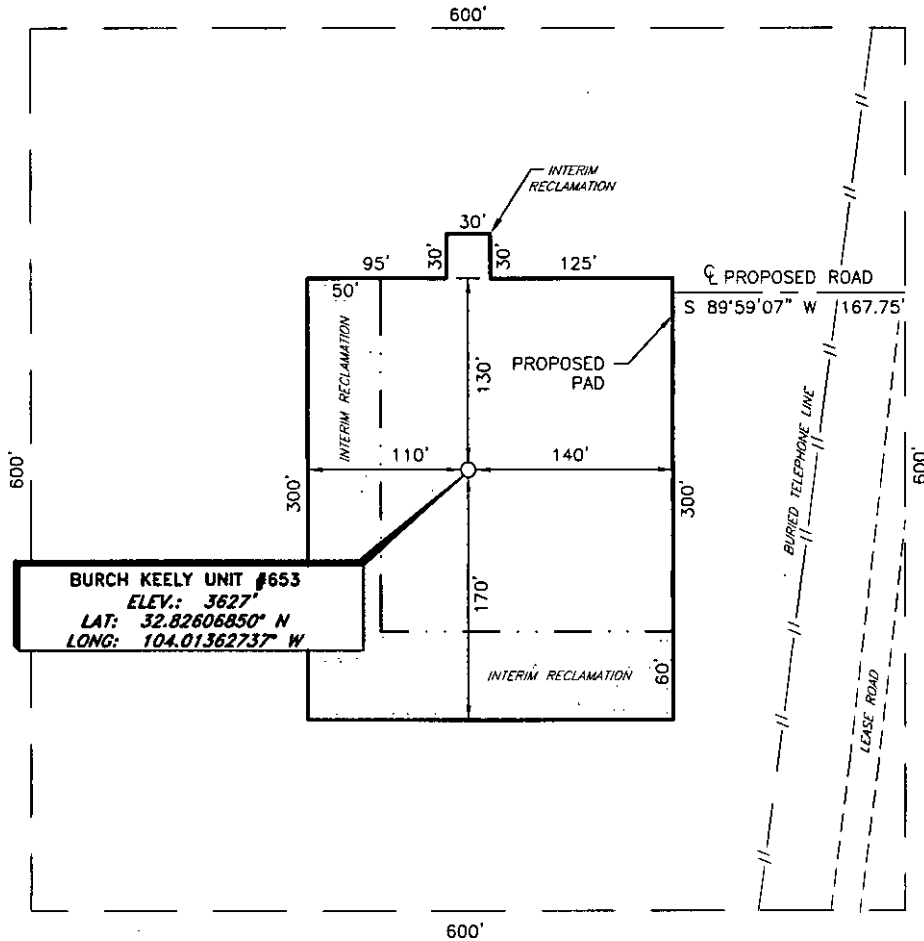 600'
INTERIM
RECLAMATION
30'
95'
30'
30'
125'
℄ PROPOSED ROAD
50'
S 89°59'07" W 167.75'
INTERIM RECLAMATION
130'
PROPOSED
PAD
BURIED TELEPHONE LINE
110'
140'
600'
300'
300'
600'
BURCH KEELY UNIT #653
ELEV.: 3627'
LAT: 32.82606850° N
LONG: 104.01362737° W
170'
INTERIM RECLAMATION
60'
LEASE ROAD
600'